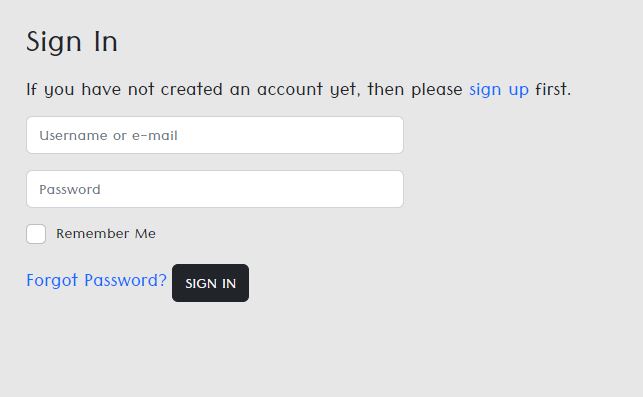 Sign In
If you have not created an account yet, then please sign up first.
Username or e-mail
Password
Remember Me
Forgot Password? SIGN IN